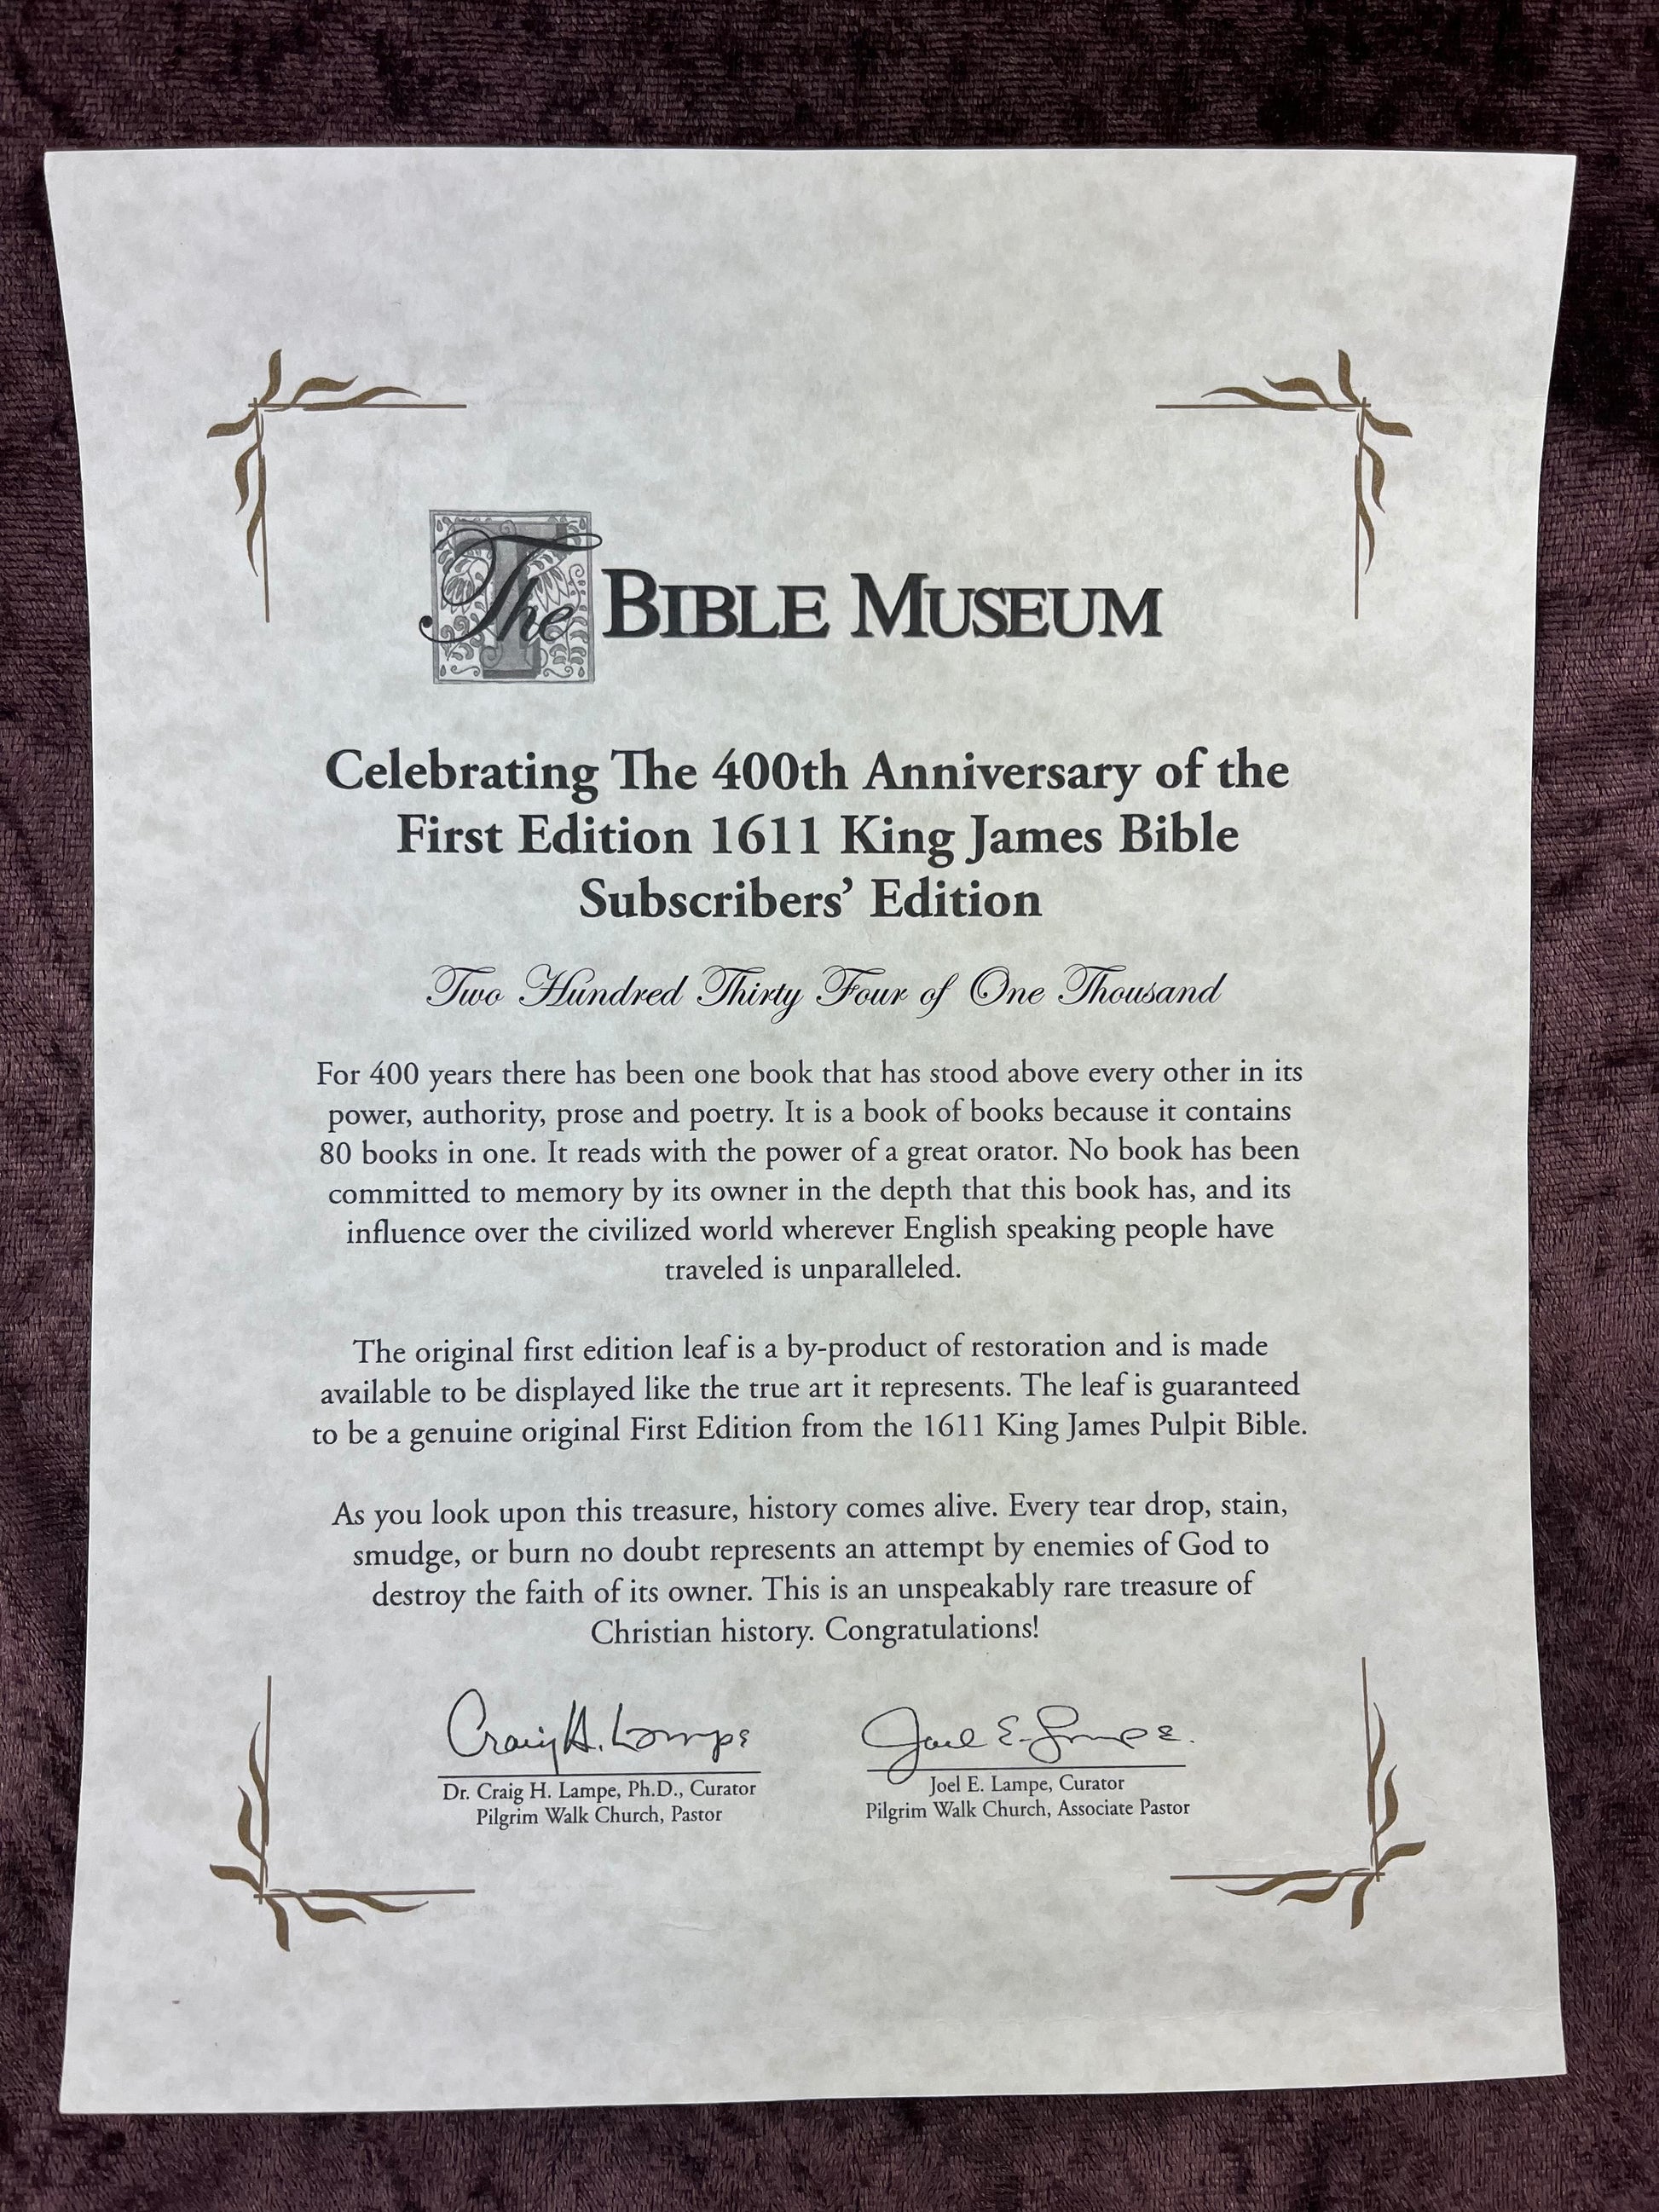 The BIBLE MUSEUM
Celebrating The 400th Anniversary of the
First Edition 1611 King James Bible
Subscribers' Edition
Two Hundred Thirty Four of One Thousand
For 400 years there has been one book that has stood above every other in its
power, authority, prose and poetry. It is a book of books because it contains
80 books in one. It reads with the power of a great orator. No book has been
committed to memory by its owner in the depth that this book has, and its
influence over the civilized world wherever English speaking people have
traveled is unparalleled.
The original first edition leaf is a by-product of restoration and is made
available to be displayed like the true art it represents. The leaf is guaranteed
to be a genuine original First Edition from the 1611 King James Pulpit Bible.
As you look upon this treasure, history comes alive. Every tear drop, stain,
smudge, or burn no doubt represents an attempt by enemies of God to
destroy the faith of its owner. This is an unspeakably rare treasure of
Christian history. Congratulations!
Craig H. Lampe Joel E. Lampe
Dr. Craig H. Lampe, Ph.D., Curator Joel E. Lampe, Curator
Pilgrim Walk Church, Pastor Pilgrim Walk Church, Associate Pastor